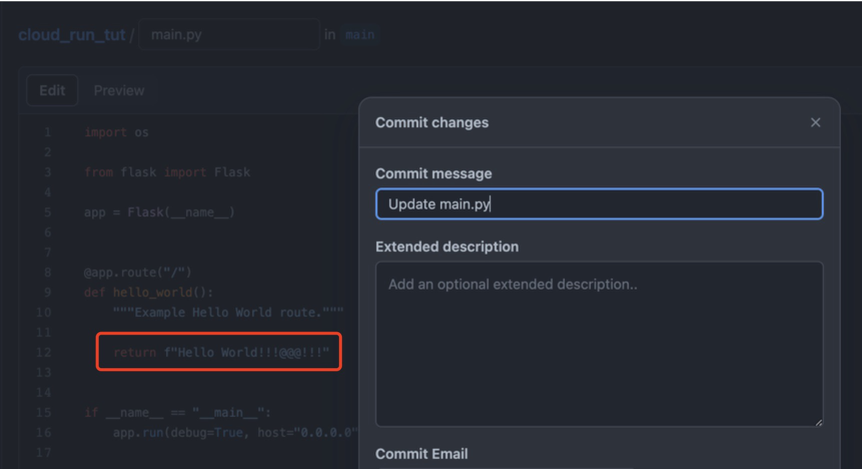 cloud_run_tut / main.py in main
Edit Preview
1 import os
2
3 from flask import Flask
4
5 app = Flask(__name__)
6
7
8 @app.route("/")
9 def hello_world():
10 """Example Hello World route."""
11
12 return f"Hello World!!!@@@!!!"
13
14
15 if __name__ == "__main__":
16 app.run(debug=True, host="0.0.0.0"
17
Commit changes
Commit message
Update main.py
Extended description
Add an optional extended description..
Commit Email